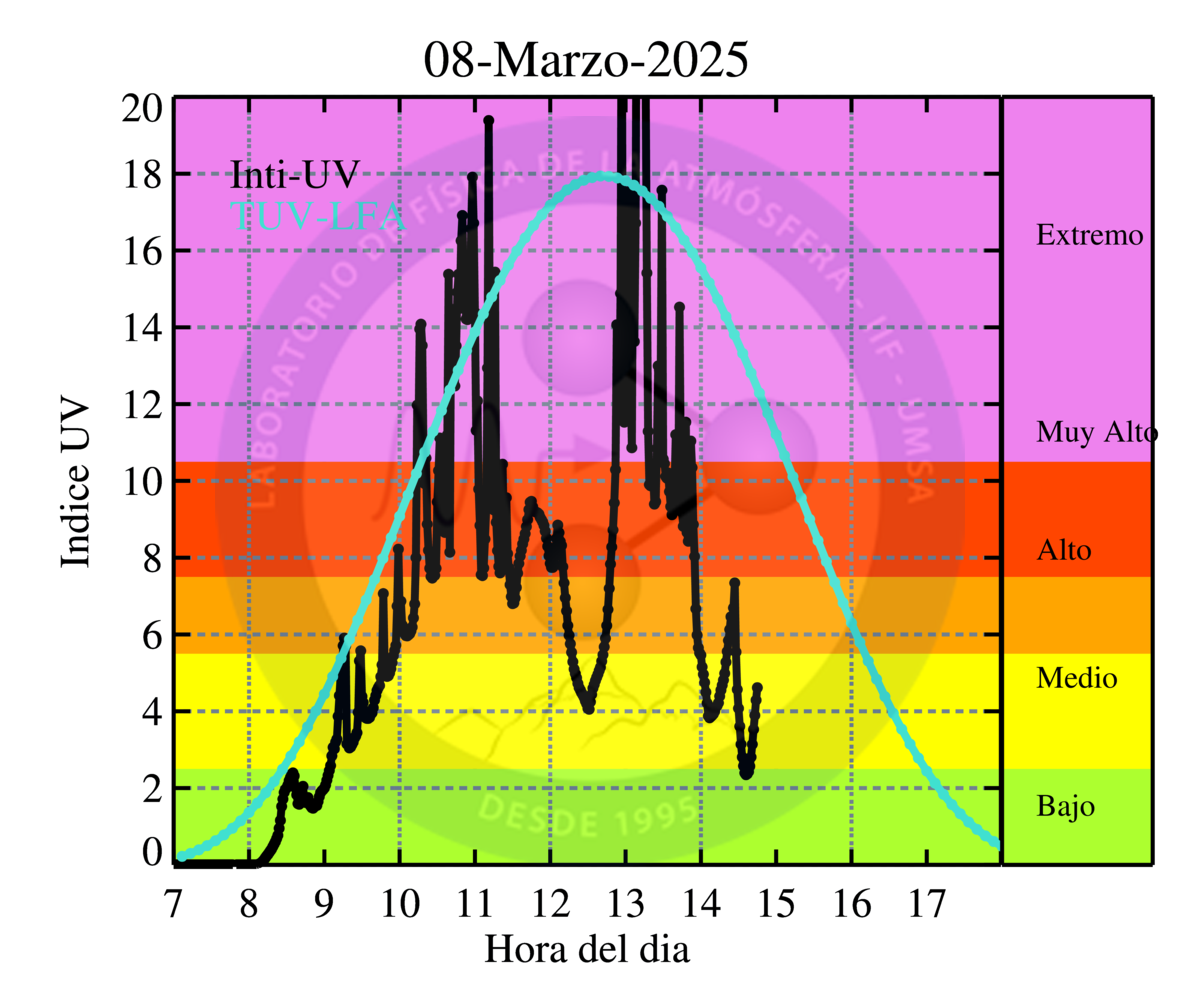 08-Marzo-2025
Inti-UV
TUV-LFA
LABORATORIO DE FÍSICA DE LA ATMÓSFERA - IIF - UMSA
DESDE 1995
Indice UV
20
18
16
14
12
10
8
6
4
2
0
Extremo
Muy Alto
Alto
Medio
Bajo
7 8 9 10 11 12 13 14 15 16 17
Hora del dia